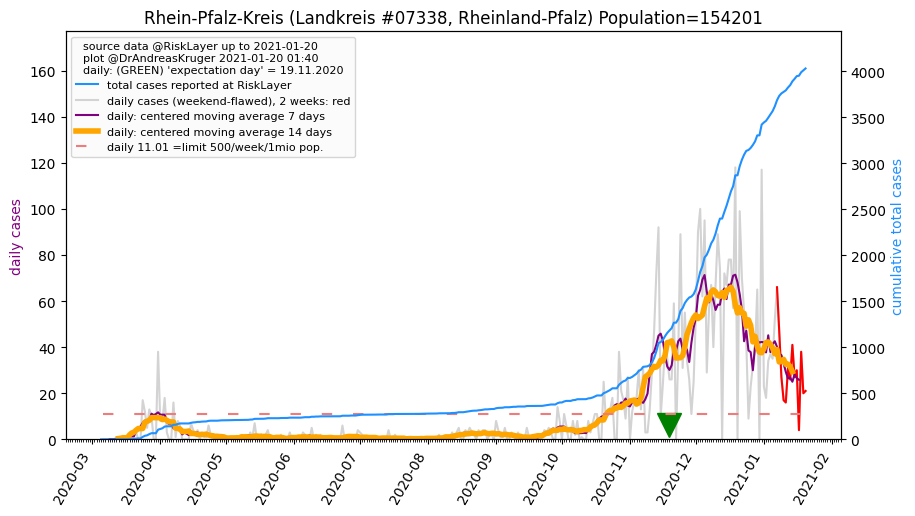 Rhein-Pfalz-Kreis (Landkreis #07338, Rheinland-Pfalz) Population=154201
source data @RiskLayer up to 2021-01-20
plot @DrAndreasKruger 2021-01-20 01:40
daily: (GREEN) 'expectation day' = 19.11.2020
total cases reported at RiskLayer
daily cases (weekend-flawed), 2 weeks: red
daily: centered moving average 7 days
daily: centered moving average 14 days
daily 11.01 =limit 500/week/1mio pop.
daily cases
160
140
120
100
80
60
40
20
0
cumulative total cases
4000
3500
3000
2500
2000
1500
1000
500
0
2020-03
2020-04
2020-05
2020-06
2020-07
2020-08
2020-09
2020-10
2020-11
2020-12
2021-01
2021-02